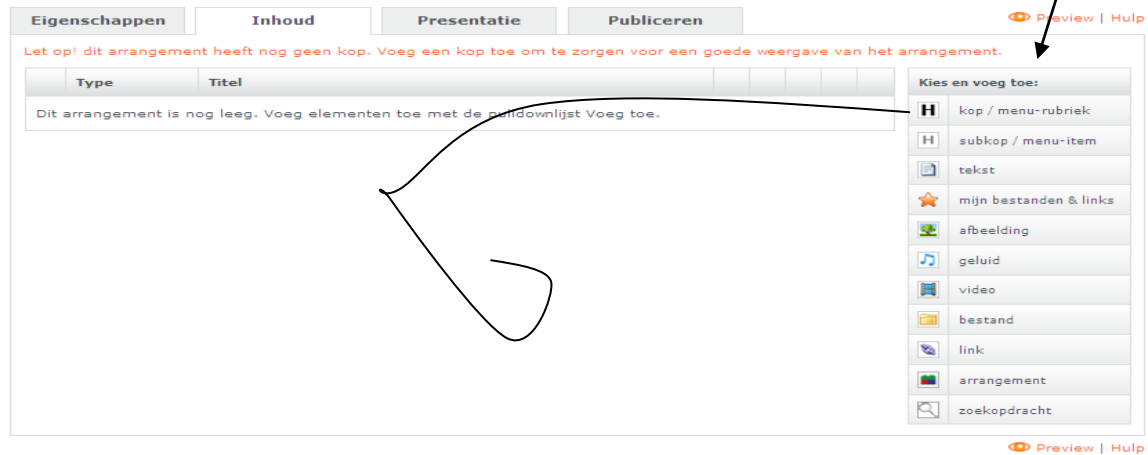 Eigenschappen Inhoud Presentatie Publiceren Preview | Hulp
Let op! dit arrangement heeft nog geen kop. Voeg een kop toe om te zorgen voor een goede weergave van het arrangement.
Type Titel
Dit arrangement is nog leeg. Voeg elementen toe met de pulldownlijst Voeg toe.
Kies en voeg toe:
H kop / menu-rubriek
H subkop / menu-item
tekst
mijn bestanden & links
afbeelding
geluid
video
bestand
link
arrangement
zoekopdracht
Preview | Hulp